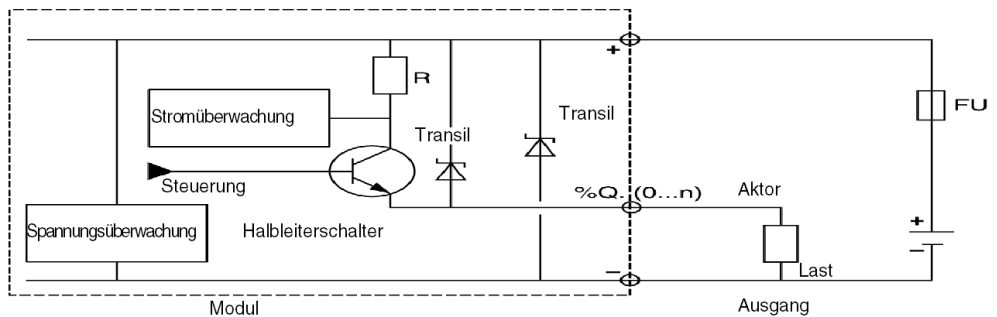 +
R
FU
Stromüberwachung
Transil
Transil
Steuerung
%Q. (0...n)
Aktor
Spannungsüberwachung
Halbleiterschalter
+
−
−
Last
Modul
Ausgang